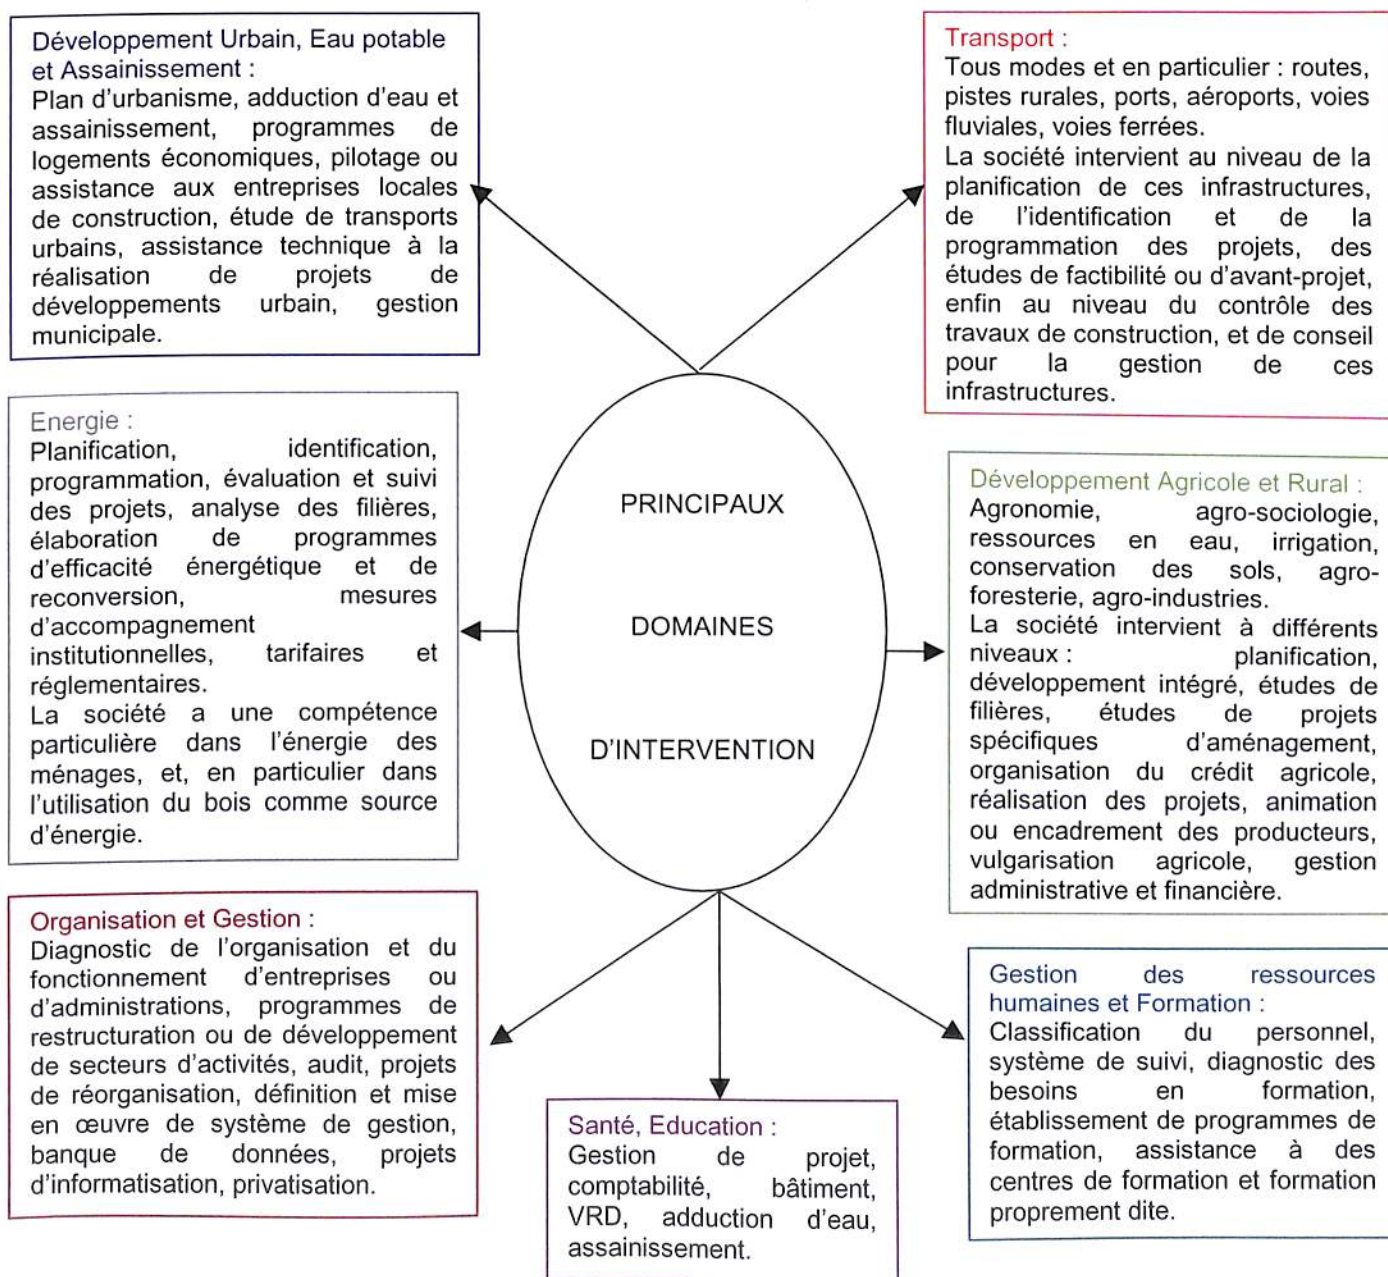 Développement Urbain, Eau potable
et Assainissement :
Plan d'urbanisme, adduction d'eau et
assainissement, programmes de
logements économiques, pilotage ou
assistance aux entreprises locales
de construction, étude de transports
urbains, assistance technique à la
réalisation de projets de
développements urbain, gestion
municipale.
Transport :
Tous modes et en particulier : routes,
pistes rurales, ports, aéroports, voies
fluviales, voies ferrées.
La société intervient au niveau de la
planification de ces infrastructures,
de l'identification et de la
programmation des projets, des
études de factibilité ou d'avant-projet,
enfin au niveau du contrôle des
travaux de construction, et de conseil
pour la gestion de ces
infrastructures.
Energie :
Planification, identification,
programmation, évaluation et suivi
des projets, analyse des filières,
élaboration de programmes
d'efficacité énergétique et de
reconversion, mesures
d'accompagnement
institutionnelles, tarifaires et
réglementaires.
La société a une compétence
particulière dans l'énergie des
ménages, et, en particulier dans
l'utilisation du bois comme source
d'énergie.
PRINCIPAUX
DOMAINES
D'INTERVENTION
Développement Agricole et Rural :
Agronomie, agro-sociologie,
ressources en eau, irrigation,
conservation des sols, agro-
foresterie, agro-industries.
La société intervient à différents
niveaux : planification,
développement intégré, études de
filières, études de projets
spécifiques d'aménagement,
organisation du crédit agricole,
réalisation des projets, animation
ou encadrement des producteurs,
vulgarisation agricole, gestion
administrative et financière.
Organisation et Gestion :
Diagnostic de l'organisation et du
fonctionnement d'entreprises ou
d'administrations, programmes de
restructuration ou de développement
de secteurs d'activités, audit, projets
de réorganisation, définition et mise
en œuvre de système de gestion,
banque de données, projets
d'informatisation, privatisation.
Santé, Education :
Gestion de projet,
comptabilité, bâtiment,
VRD, adduction d'eau,
assainissement.
Gestion des ressources
humaines et Formation :
Classification du personnel,
système de suivi, diagnostic des
besoins en formation,
établissement de programmes de
formation, assistance à des
centres de formation et formation
proprement dite.